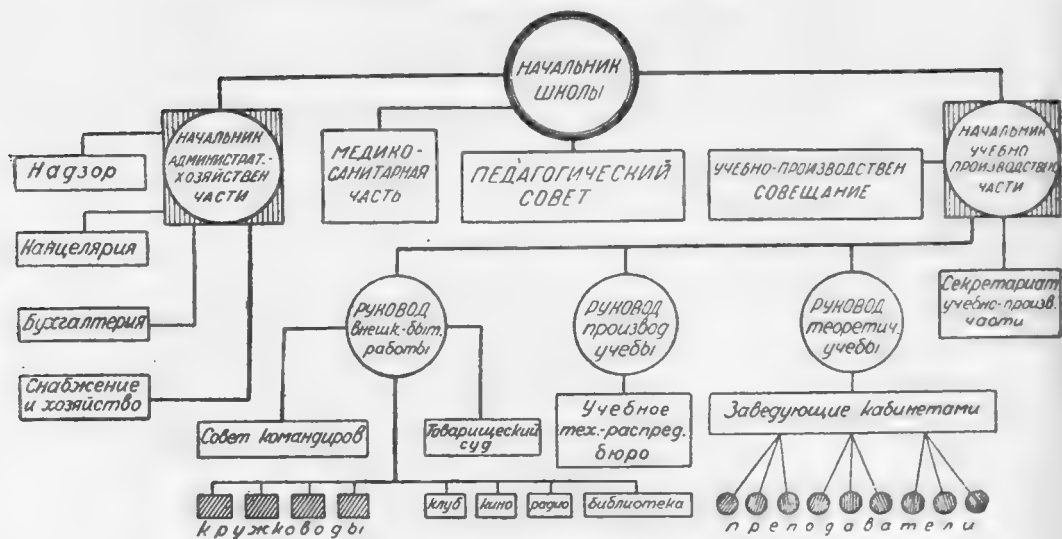 НАЧАЛЬНИК
ШКОЛЫ
НАЧАЛЬНИК
АДМИНИСТРАТ.-
ХОЗЯЙСТВЕН
ЧАСТИ
Надзор
Канцелярия
Бухгалтерия
Снабжение
и хозяйство
МЕДИКО-
САНИТАРНАЯ
ЧАСТЬ
ПЕДАГОГИЧЕСКИЙ
СОВЕТ
УЧЕБНО-ПРОИЗВОДСТВЕН
СОВЕЩАНИЕ
НАЧАЛЬНИК
УЧЕБНО
ПРОИЗВОДСТВЕН
ЧАСТИ
Секретариат
учебно-произв.
части
РУКОВОД
внешк.-быт.
работы
РУКОВОД
производ
учебы
РУКОВОД
теоретич.
учебы
Совет командиров
Товарищеский
суд
Учебное
тех.-распред.
бюро
Заведующие кабинетами
кружководы
клуб
кино
радио
библиотека
преподаватели